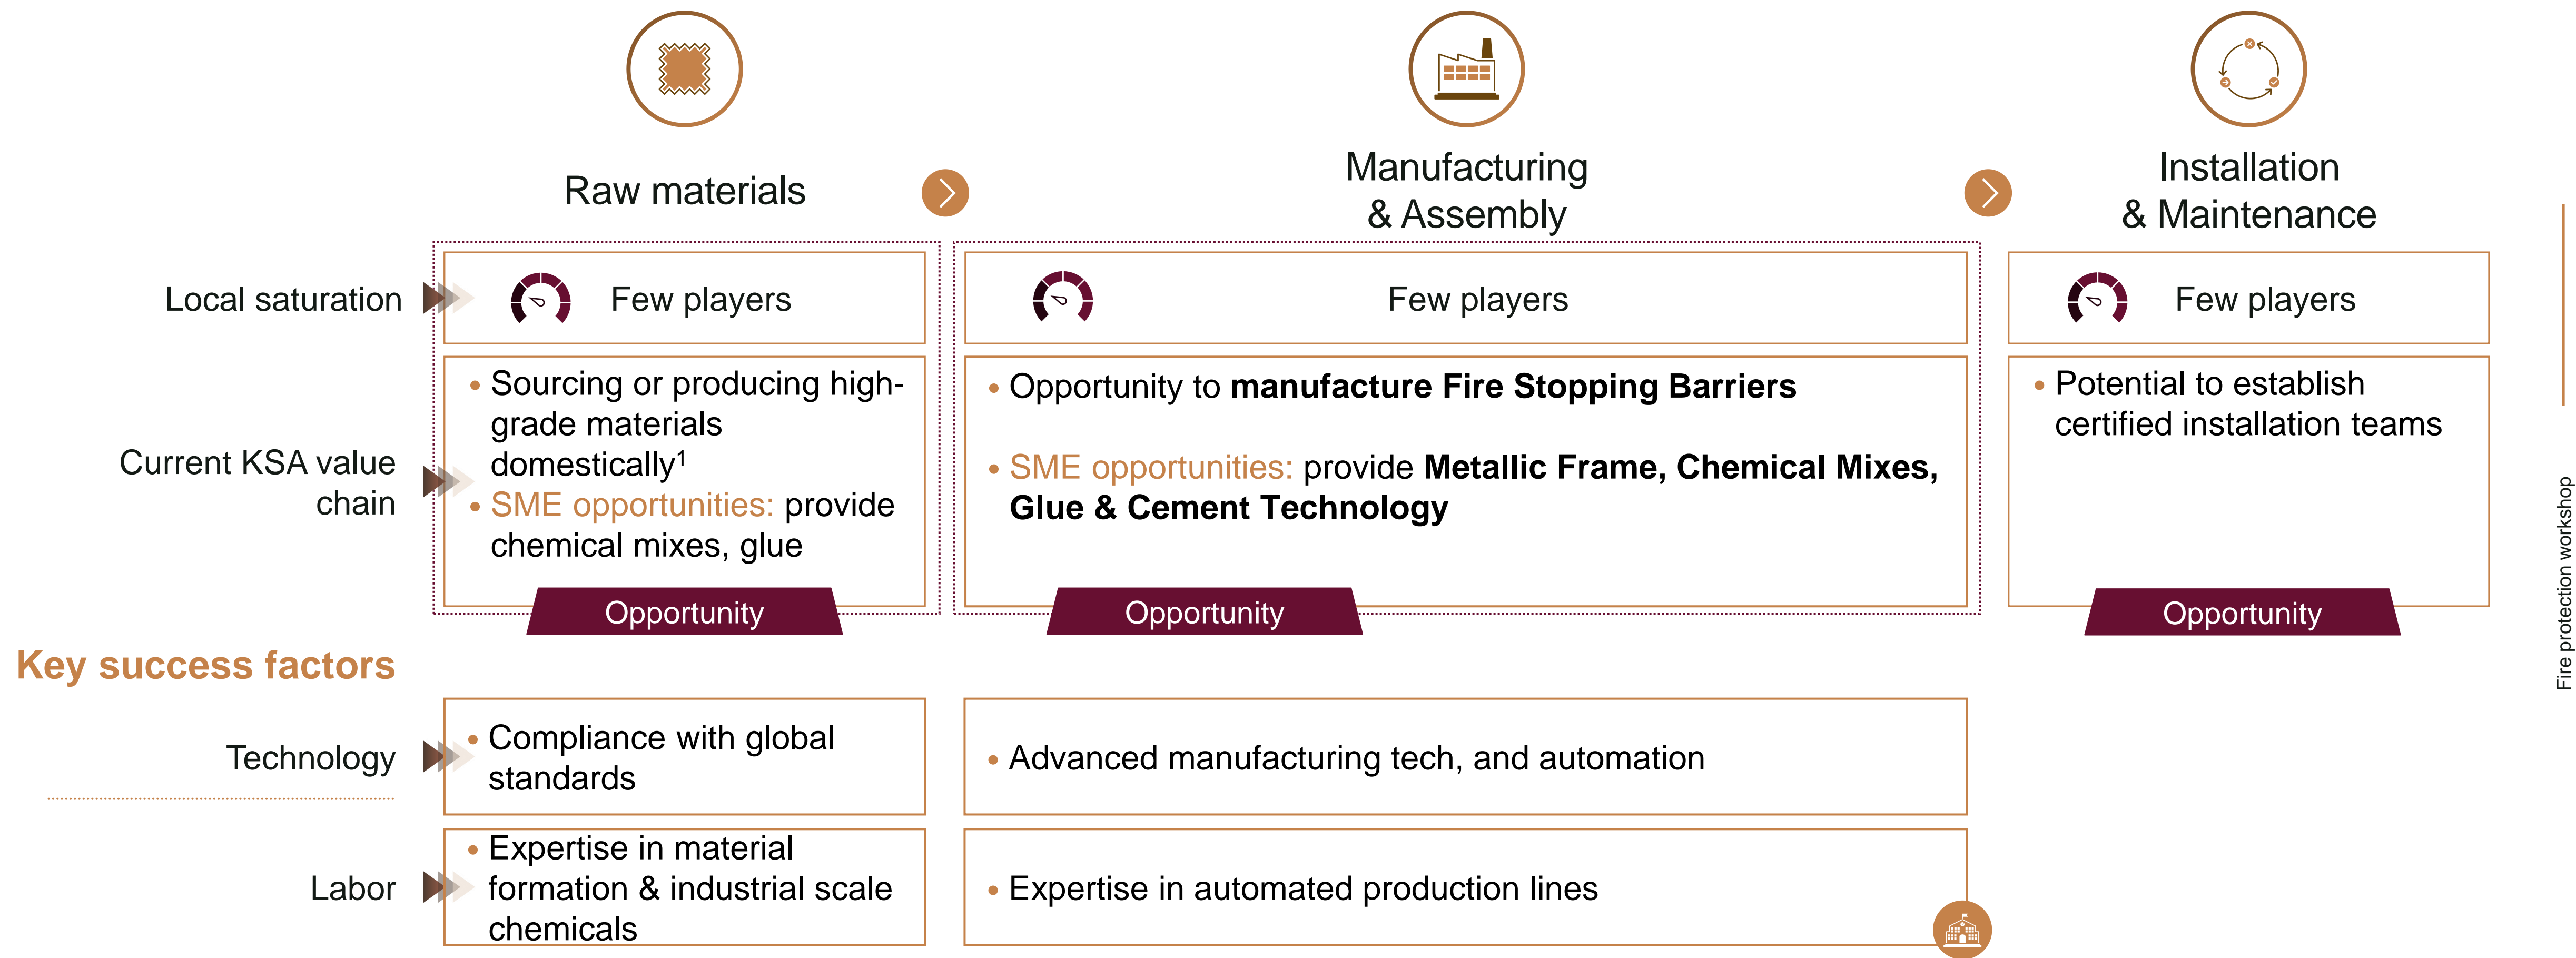 Raw materials
Manufacturing
& Assembly
Installation
& Maintenance
Local saturation
Few players
Few players
Few players
Current KSA value
chain
• Sourcing or producing high-
grade materials
domestically¹
• SME opportunities: provide
chemical mixes, glue
• Opportunity to manufacture Fire Stopping Barriers
• SME opportunities: provide Metallic Frame, Chemical Mixes,
Glue & Cement Technology
• Potential to establish
certified installation teams
Opportunity
Opportunity
Opportunity
Key success factors
Technology
• Compliance with global
standards
• Advanced manufacturing tech, and automation
Labor
• Expertise in material
formation & industrial scale
chemicals
• Expertise in automated production lines
Fire protection workshop